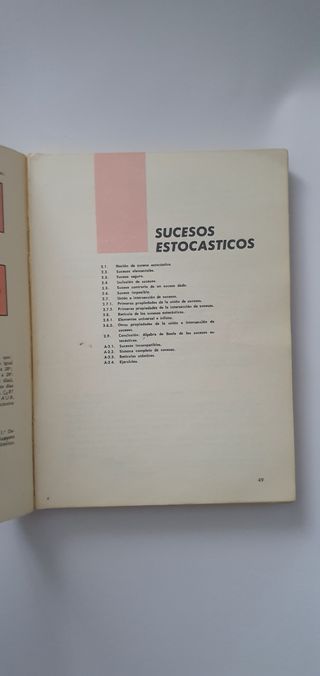 SUCESOS
ESTOCASTICOS
2.1. Noción de suceso estocástico
2.2. Sucesos elementales.
2.3. Suceso seguro.
2.4. Inclusión de sucesos.
2.5. Suceso contrario de un suceso dado.
2.6. Suceso imposible.
2.7. Unión e intersección de sucesos.
2.7.1. Primeras propiedades de la unión de sucesos.
2.7.2. Primeras propiedades de la intersección de sucesos.
2.8. Retículo de los sucesos estocásticos.
2.8.1 Elementos universal e ínfimo.
2.8.2. Otras propiedades de la unión e intersección de
sucesos.
2.9. Conclusión: Algebra de Boole de los sucesos es-
tocásticos.
A-2.1. Sucesos incompatibles.
A-2.2. Sistema completo de sucesos.
A-2.3. Retículos
A-2.4. Ejercicios.
49